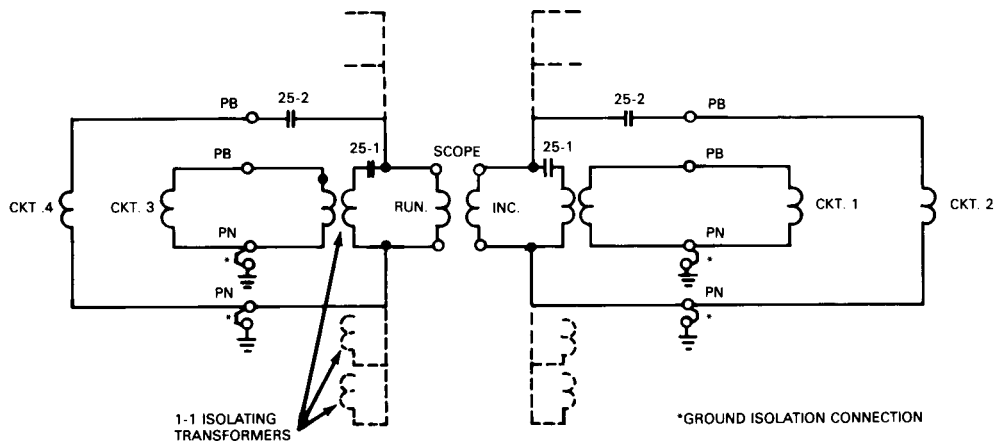 25-2
25-2
PB
PB
25-1
SCOPE
25-1
PB
PB
CKT .4
CKT. 3
RUN.
INC.
CKT. 1
CKT. 2
PN
PN
*
*
PN
PN
*
*
1-1 ISOLATING
TRANSFORMERS
*GROUND ISOLATION CONNECTION